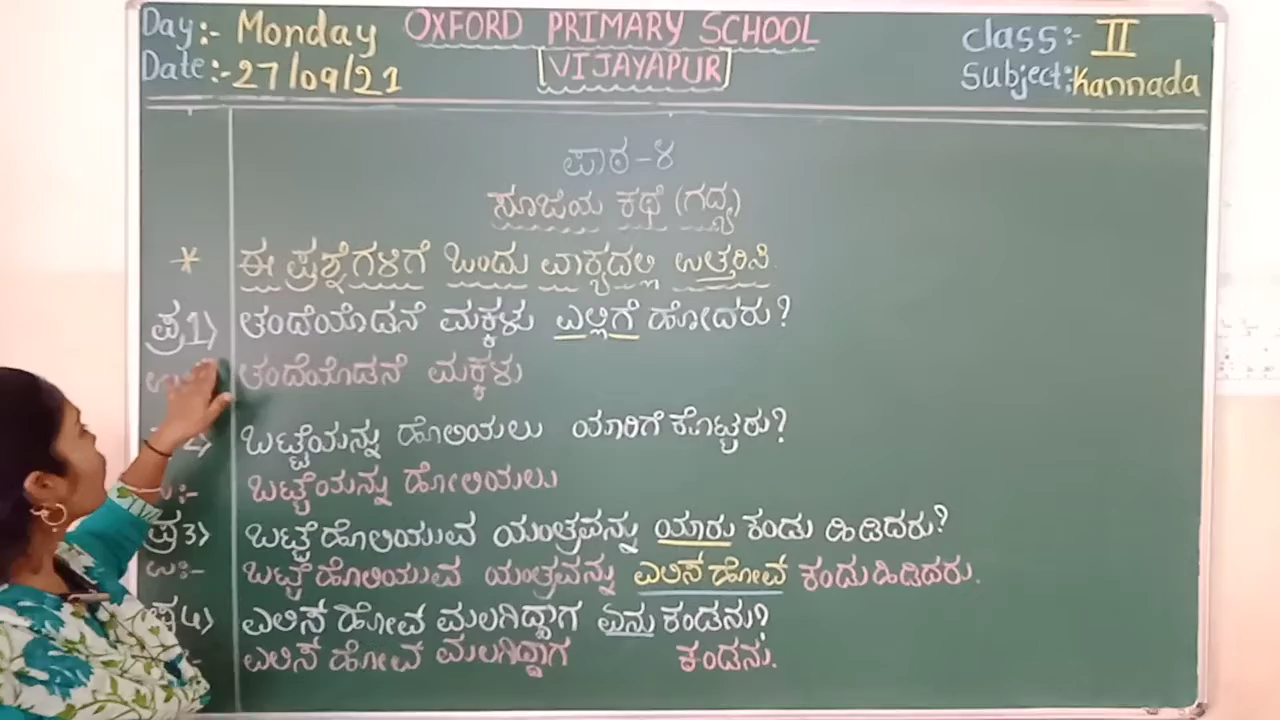 Day:- Monday OXFORD PRIMARY SCHOOL Class:- II
Date:-27/09/21 VIJAYAPUR Subject:Kannada
ಪಾಠ-೪
ಸೂಜಿಯ ಕಥೆ (ಗದ್ಯ)
* ಈ ಪ್ರಶ್ನೆಗಳಿಗೆ ಒಂದು ವಾಕ್ಯದಲ್ಲಿ ಉತ್ತರಿಸಿ.
ಪ್ರ1) ತಂದೆಯೊಡನೆ ಮಕ್ಕಳು ಎಲ್ಲಿಗೆ ಹೋದರು?
ತಂದೆಯೊಡನೆ ಮಕ್ಕಳು
2) ಬಟ್ಟೆಯನ್ನು ಹೊಲಿಯಲು ಯಾರಿಗೆ ಕೊಟ್ಟರು?
ಉ:- ಬಟ್ಟೆಯನ್ನು ಹೋಲಿಯಲು
ಪ್ರ3) ಬಟ್ಟೆ ಹೊಲಿಯುವ ಯಂತ್ರವನ್ನು ಯಾರು ಕಂಡು ಹಿಡಿದರು?
ಉ:- ಬಟ್ಟೆ ಹೊಲಿಯುವ ಯಂತ್ರವನ್ನು ಎಲಿಸ್ ಹೋವ್ ಕಂಡುಹಿಡಿದರು.
ಪ್ರ4) ಎಲಿಸ್ ಹೋವ್ ಮಲಗಿದ್ದಾಗ ಏನು ಕಂಡನು?
ಎಲಿಸ್ ಹೋವ್ ಮಲಗಿದ್ದಾಗ ಕಂಡನು.